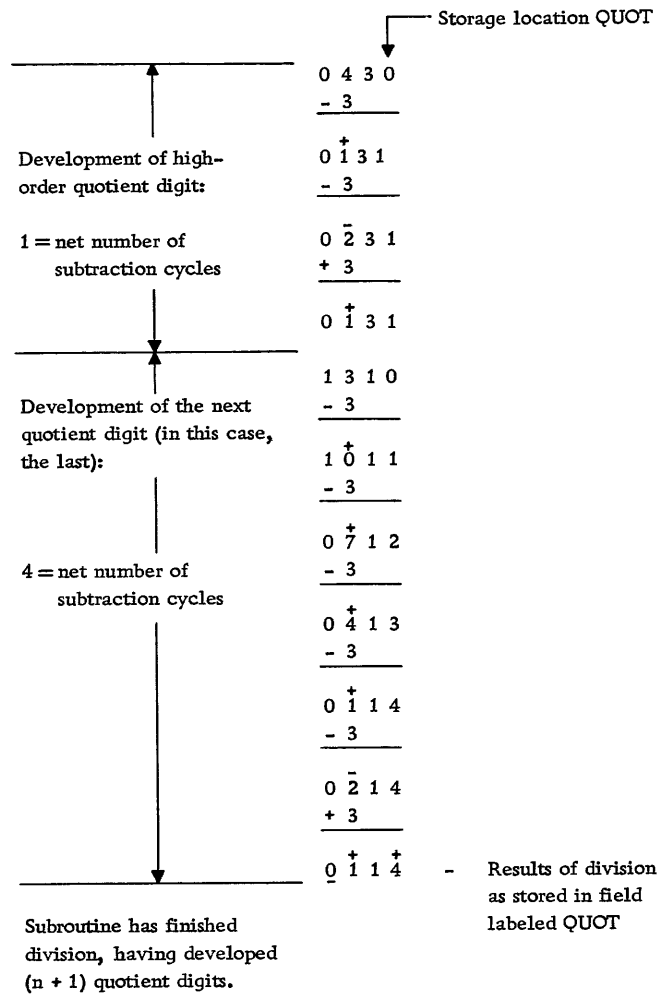 Storage location QUOT
0 4 3 0
- 3
+
0 1 3 1
- 3
Development of high-
order quotient digit:
-
0 2 3 1
+ 3
1 = net number of
subtraction cycles
+
0 1 3 1
1 3 1 0
- 3
Development of the next
quotient digit (in this case,
the last):
+
1 0 1 1
- 3
+
0 7 1 2
- 3
4 = net number of
subtraction cycles
+
0 4 1 3
- 3
+
0 1 1 4
- 3
-
0 2 1 4
+ 3
+ +
0 1 1 4 - Results of division
as stored in field
labeled QUOT
Subroutine has finished
division, having developed
(n + 1) quotient digits.